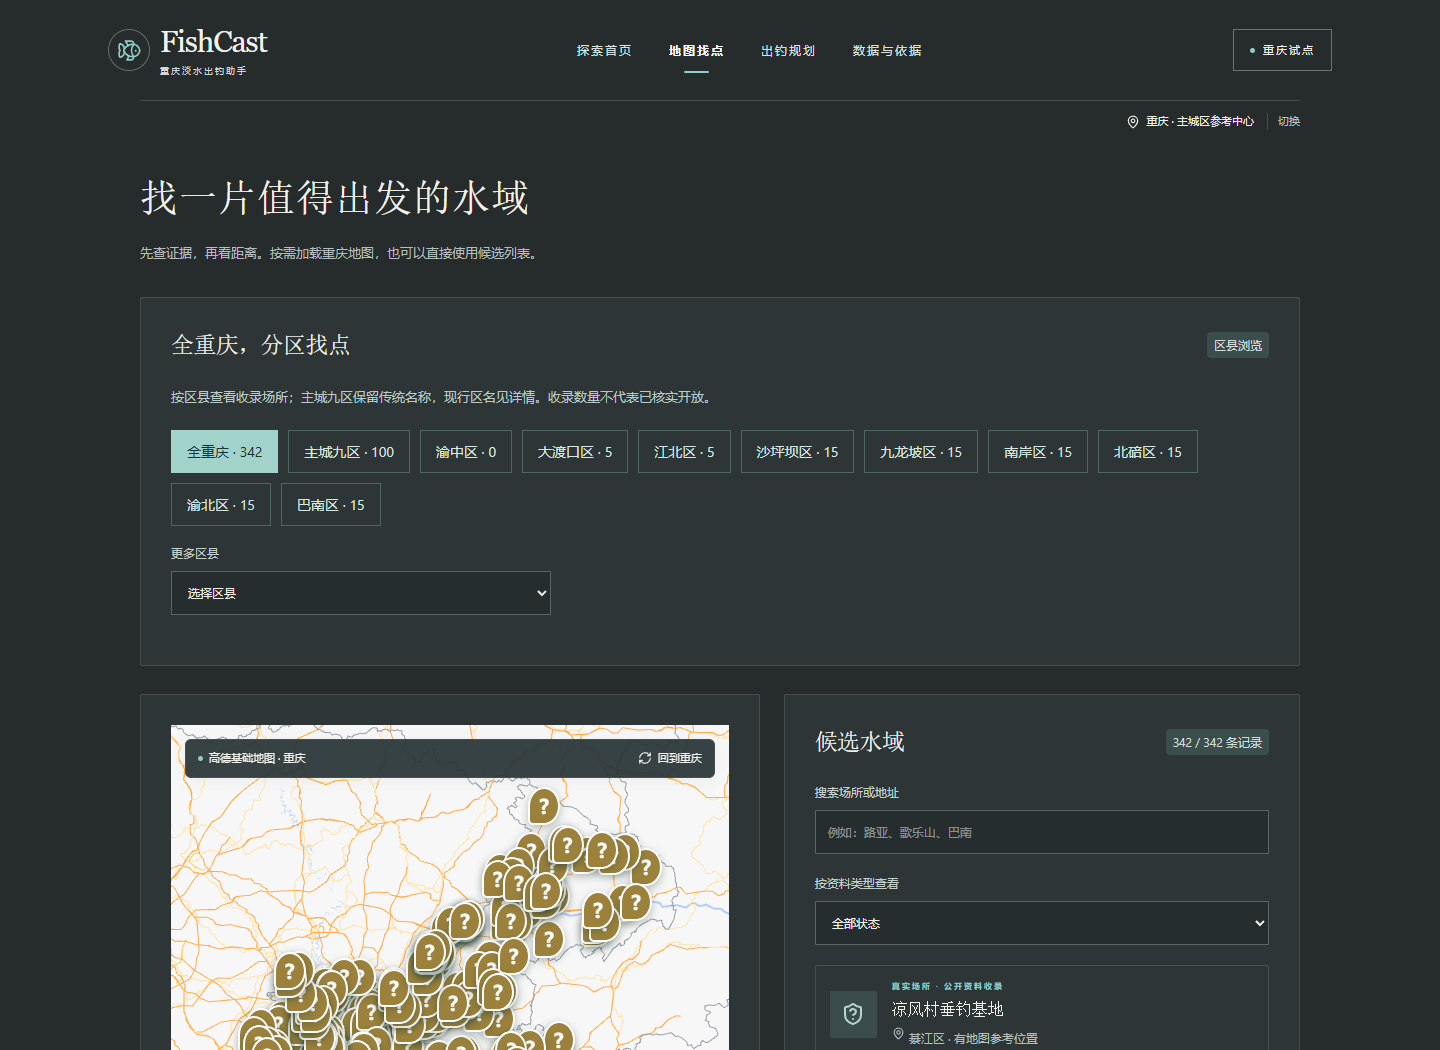 FishCast
重庆淡水出钓助手
探索首页
地图找点
出钓规划
数据与依据
重庆试点
重庆 · 主城区参考中心
切换
找一片值得出发的水域
先查证据，再看距离。按需加载重庆地图，也可以直接使用候选列表。
全重庆，分区找点
区县浏览
按区县查看收录场所；主城九区保留传统名称，现行区名见详情。收录数量不代表已核实开放。
全重庆 · 342
主城九区 · 100
渝中区 · 0
大渡口区 · 5
江北区 · 5
沙坪坝区 · 15
九龙坡区 · 15
南岸区 · 15
北碚区 · 15
渝北区 · 15
巴南区 · 15
更多区县
选择区县
高德基础地图 · 重庆
回到重庆
候选水域
342 / 342 条记录
搜索场所或地址
例如：路亚、歌乐山、巴南
按资料类型查看
全部状态
真实场所 · 公开资料收录
凉风村垂钓基地
綦江区 · 有地图参考位置